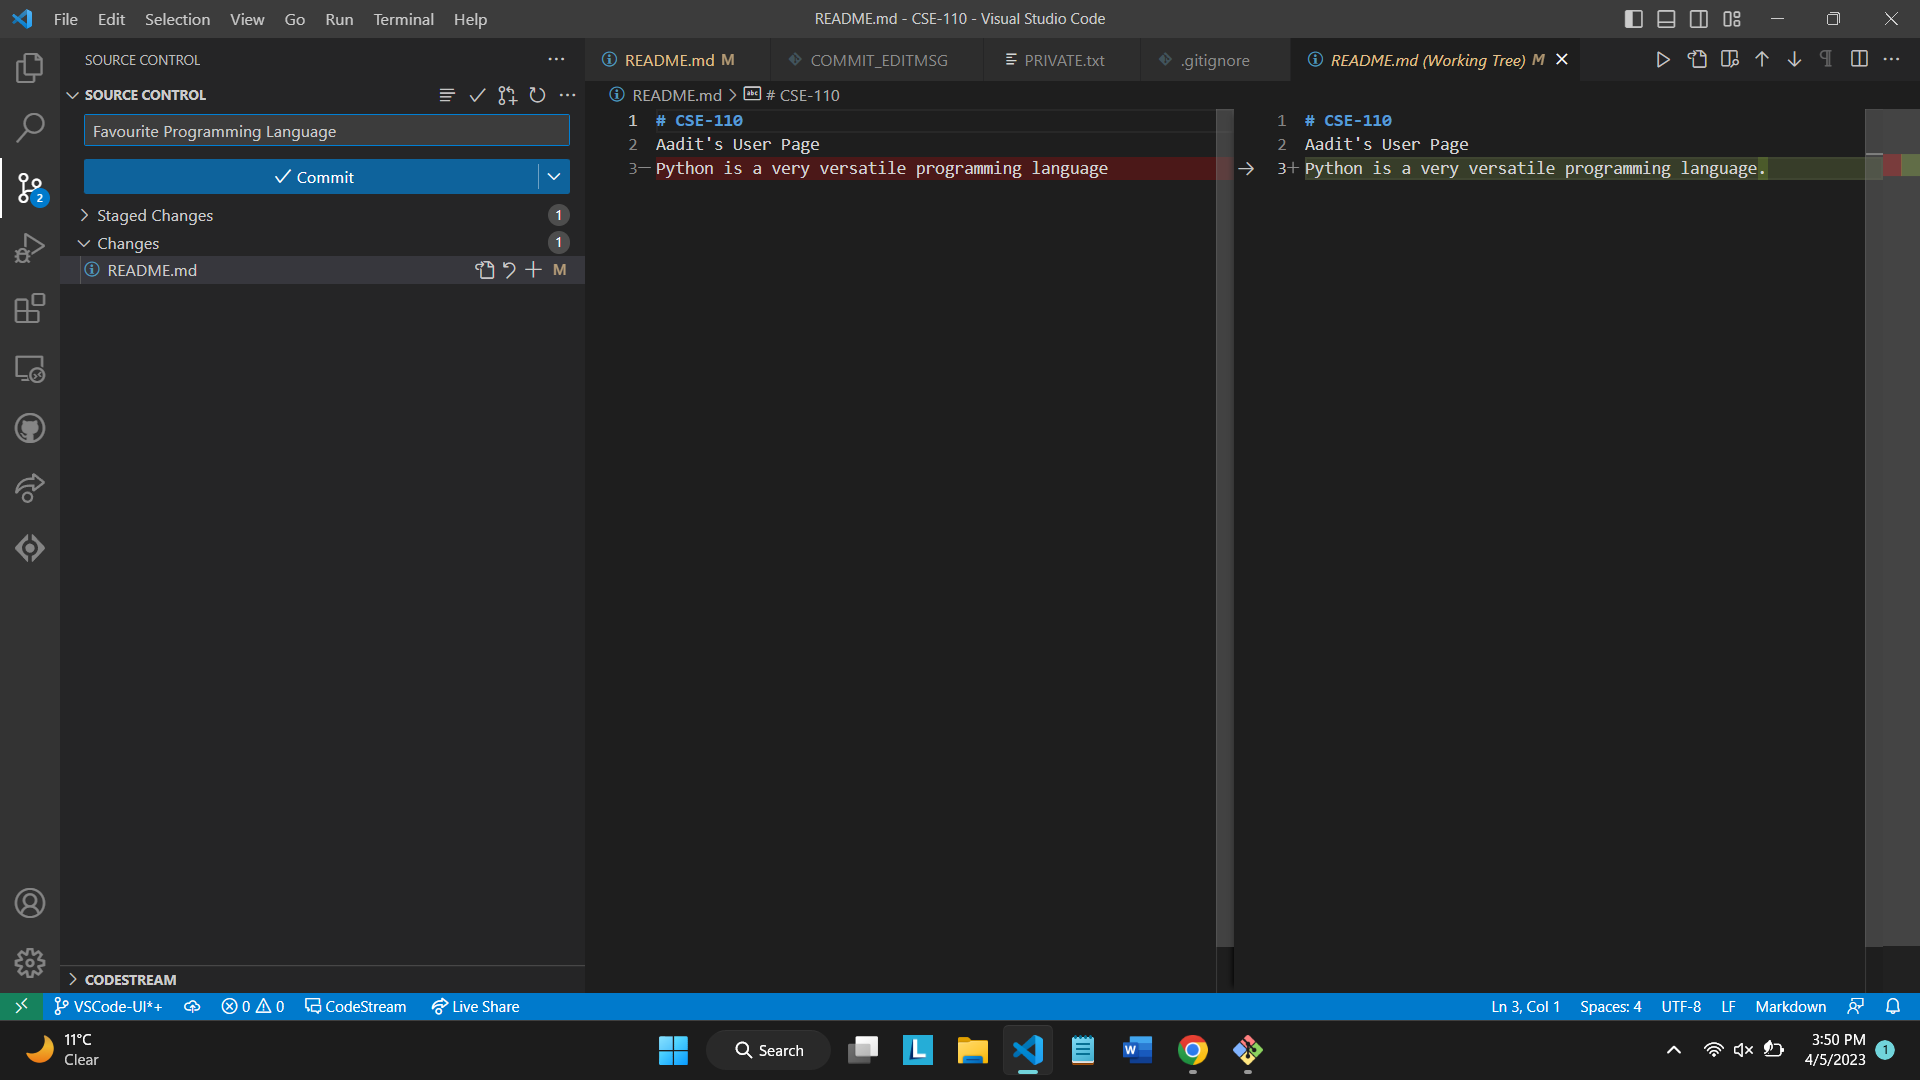 File Edit Selection View Go Run Terminal Help
README.md - CSE-110 - Visual Studio Code
SOURCE CONTROL
README.md M
COMMIT_EDITMSG
PRIVATE.txt
.gitignore
README.md (Working Tree) M
SOURCE CONTROL
README.md > # CSE-110
Favourite Programming Language
Commit
2
Staged Changes 1
Changes 1
README.md M
1 # CSE-110
2 Aadit's User Page
3 Python is a very versatile programming language
1 # CSE-110
2 Aadit's User Page
3+ Python is a very versatile programming language.
CODESTREAM
VSCode-UI*+ 0 0 CodeStream Live Share
Ln 3, Col 1 Spaces: 4 UTF-8 LF Markdown
11°C
Clear
Search
3:50 PM
4/5/2023
1